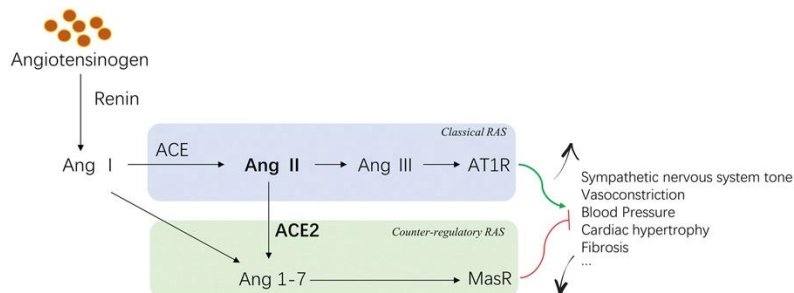 Angiotensinogen
Renin
Classical RAS
Ang I
ACE
Ang II
Ang III
AT1R
Sympathetic nervous system tone
Vasoconstriction
Blood Pressure
Cardiac hypertrophy
Fibrosis
...
ACE2
Counter-regulatory RAS
Ang 1-7
MasR